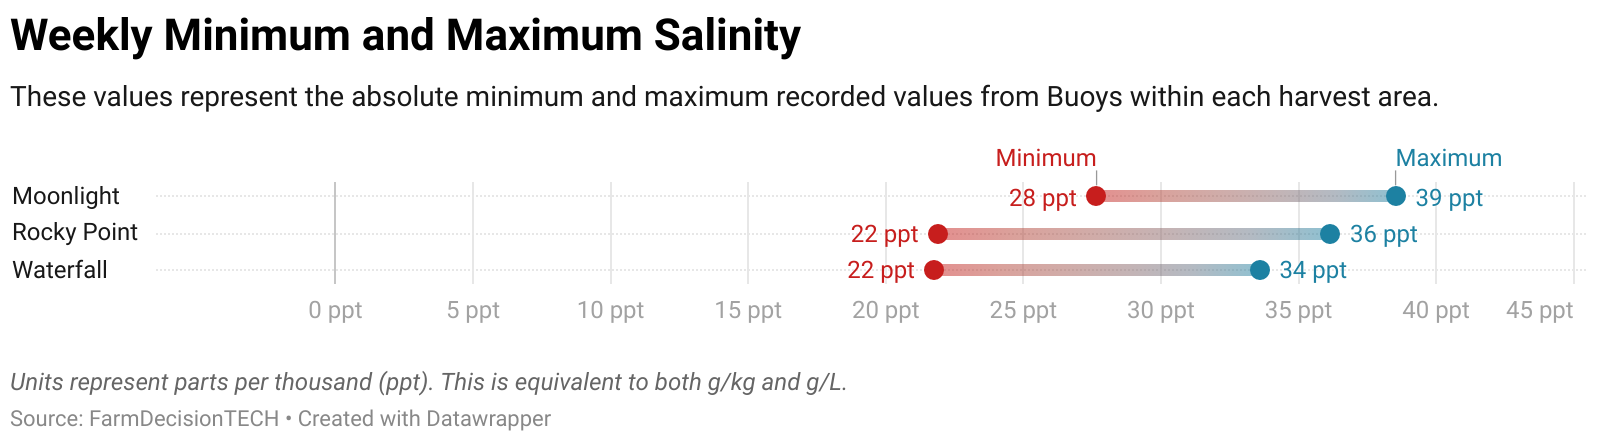 Weekly Minimum and Maximum Salinity
These values represent the absolute minimum and maximum recorded values from Buoys within each harvest area.
Minimum Maximum
Moonlight 28 ppt 39 ppt
Rocky Point 22 ppt 36 ppt
Waterfall 22 ppt 34 ppt
0 ppt 5 ppt 10 ppt 15 ppt 20 ppt 25 ppt 30 ppt 35 ppt 40 ppt 45 ppt
Units represent parts per thousand (ppt). This is equivalent to both g/kg and g/L.
Source: FarmDecisionTECH • Created with Datawrapper